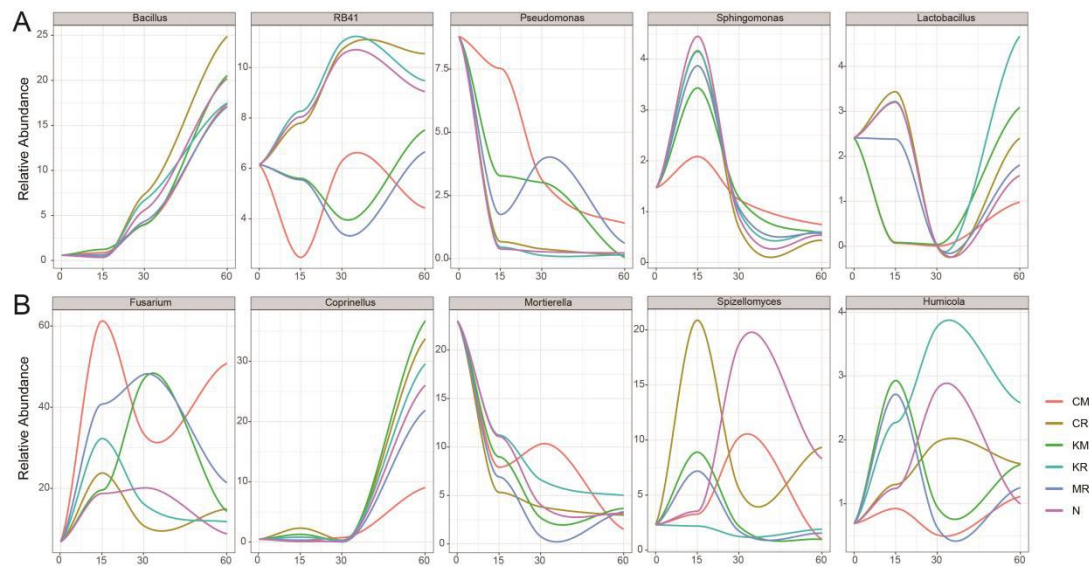 A
Bacillus
RB41
Pseudomonas
Sphingomonas
Lactobacillus
Relative Abundance
25
20
15
10
5
0
0 15 30 60
10
8
6
4
0 15 30 60
7.5
5.0
2.5
0.0
0 15 30 60
4
3
2
1
0
0 15 30 60
4
3
2
1
0
0 15 30 60
B
Fusarium
Coprinellus
Mortierella
Spizellomyces
Humicola
Relative Abundance
60
40
20
0 15 30 60
30
20
10
0
0 15 30 60
20
15
10
5
0
0 15 30 60
20
15
10
5
0
0 15 30 60
4
3
2
1
0 15 30 60
CM
CR
KM
KR
MR
N